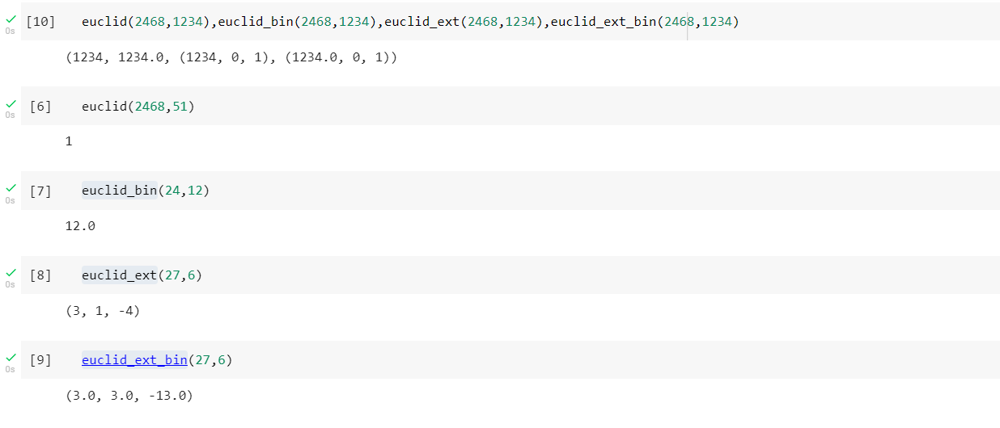 [10] euclid(2468,1234),euclid_bin(2468,1234),euclid_ext(2468,1234),euclid_ext_bin(2468,1234)
0s
(1234, 1234.0, (1234, 0, 1), (1234.0, 0, 1))
[6] euclid(2468,51)
0s
1
[7] euclid_bin(24,12)
0s
12.0
[8] euclid_ext(27,6)
0s
(3, 1, -4)
[9] euclid_ext_bin(27,6)
0s
(3.0, 3.0, -13.0)